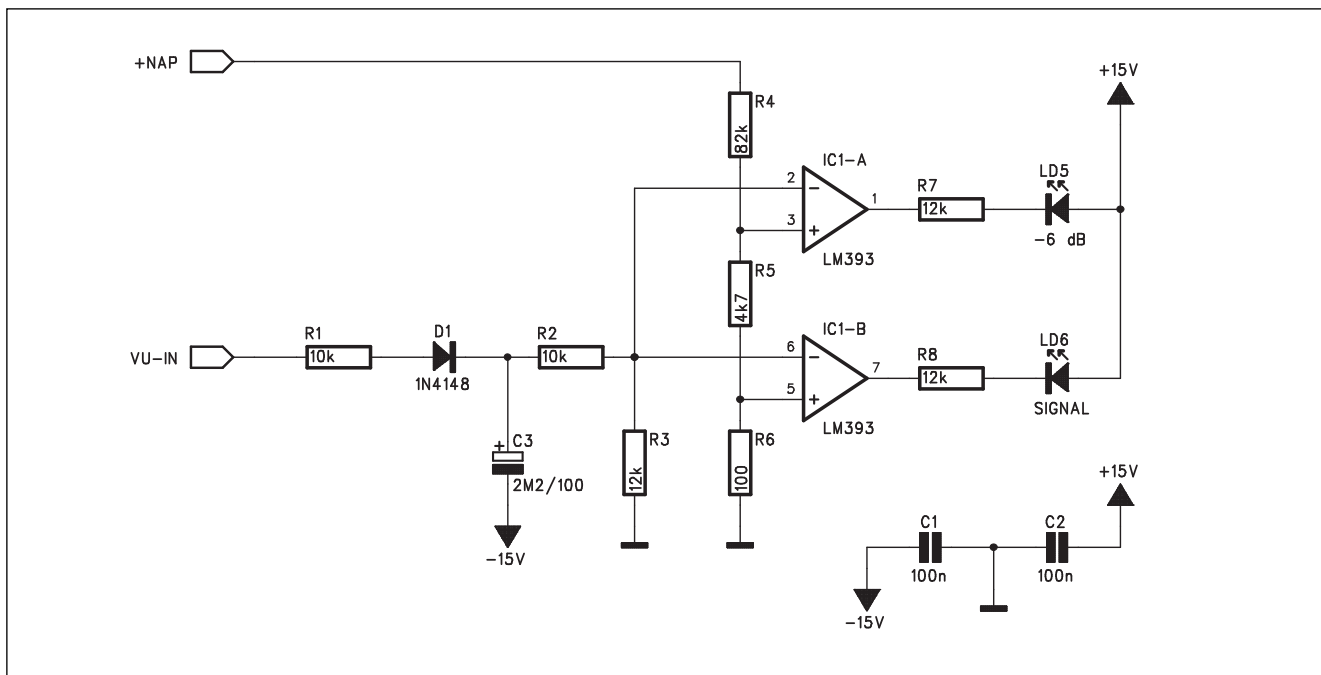 +NAP
R4
82k
+15V
IC1-A
2
-
3
+
1
LM393
R7
12k
LD5
-6 dB
R5
4k7
VU-IN
R1
10k
D1
1N4148
R2
10k
IC1-B
6
-
5
+
7
LM393
R8
12k
LD6
SIGNAL
+
C3
2M2/100
-15V
R3
12k
R6
100
+15V
C1
100n
C2
100n
-15V